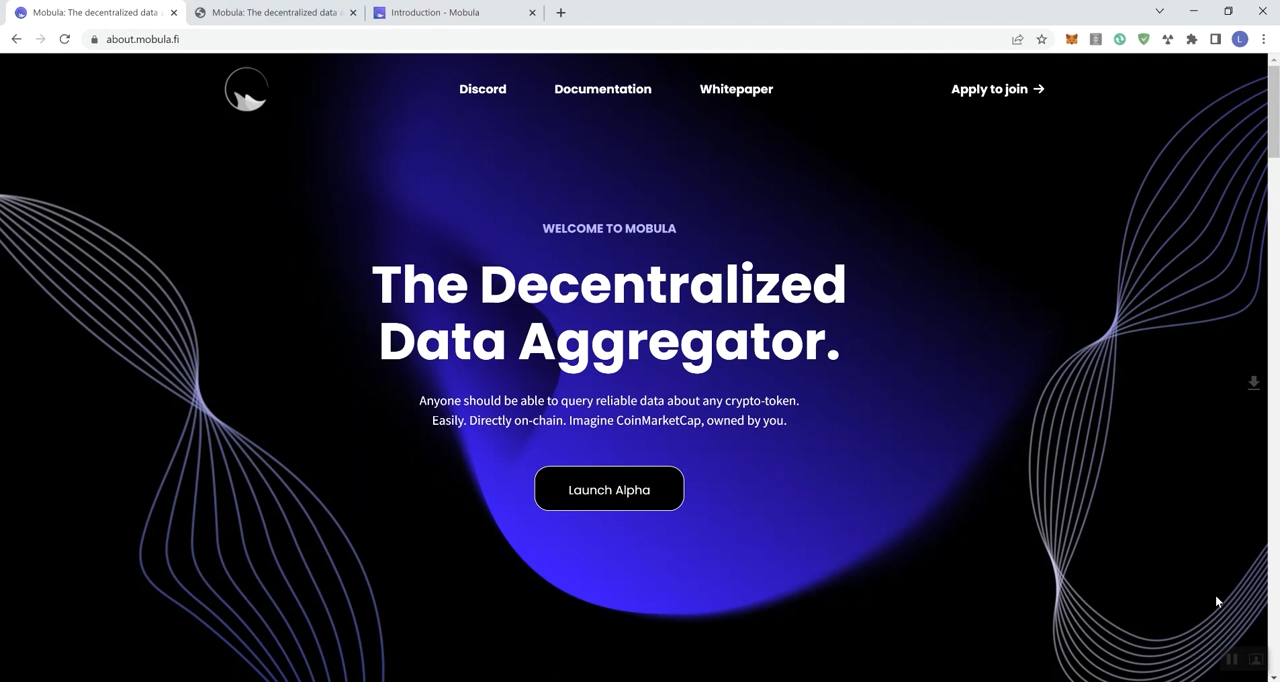 Mobula: The decentralized data
Mobula: The decentralized data
Introduction - Mobula
about.mobula.fi
L
Discord
Documentation
Whitepaper
Apply to join →
WELCOME TO MOBULA
The Decentralized
Data Aggregator.
Anyone should be able to query reliable data about any crypto-token.
Easily. Directly on-chain. Imagine CoinMarketCap, owned by you.
Launch Alpha